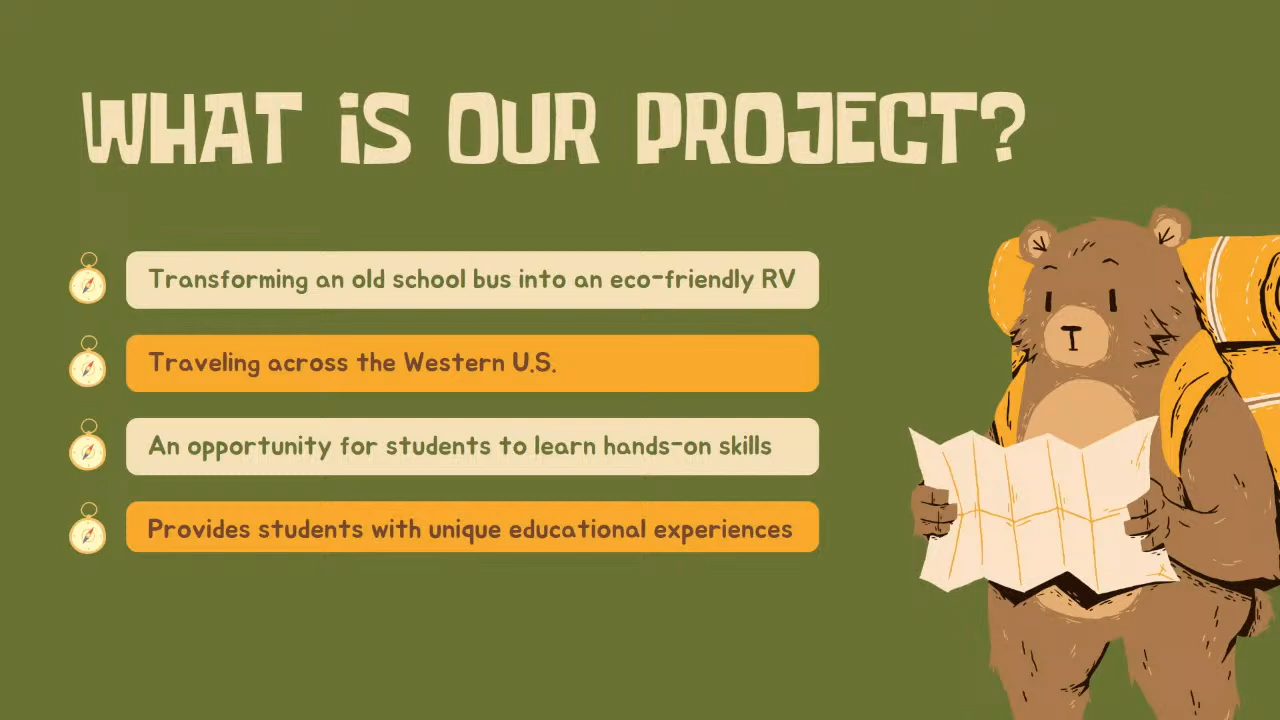 WHAT IS OUR PROJECT?
Transforming an old school bus into an eco-friendly RV
Traveling across the Western U.S.
An opportunity for students to learn hands-on skills
Provides students with unique educational experiences